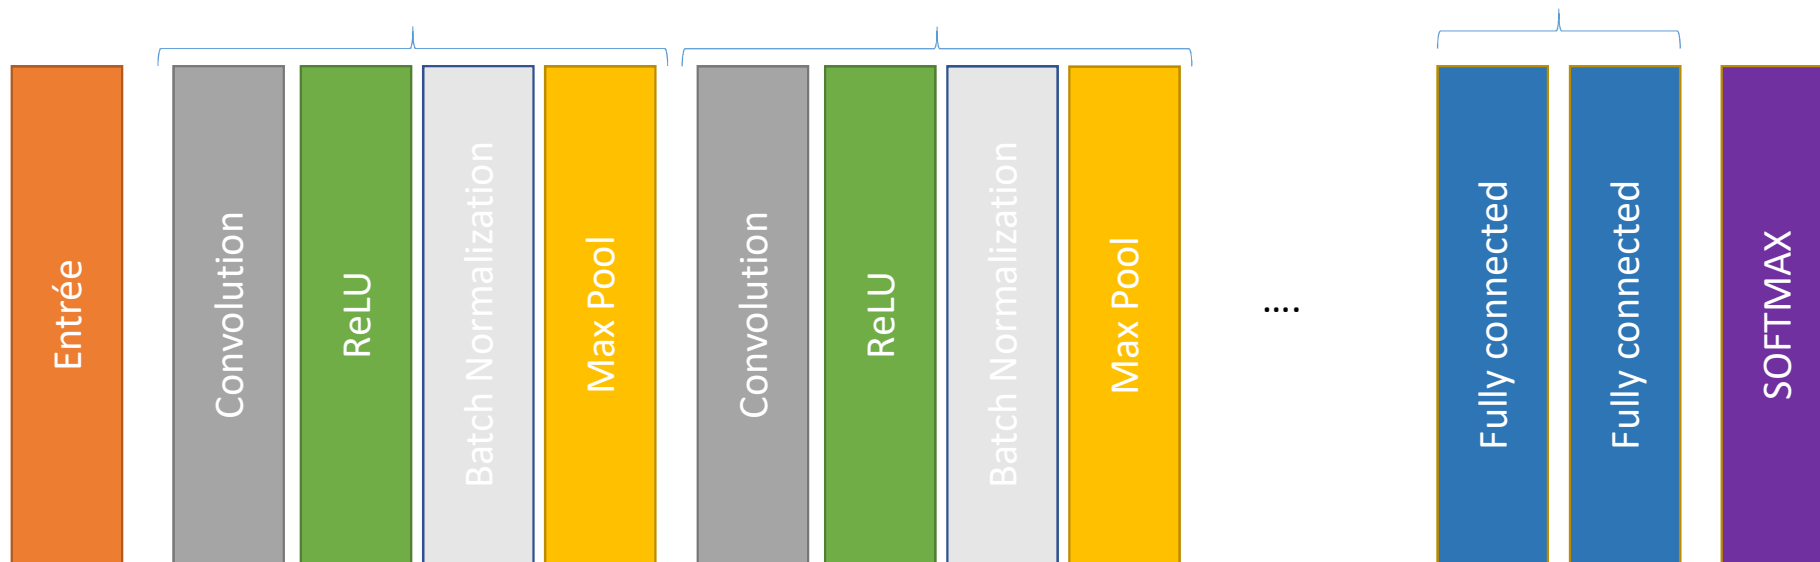 Entrée
Convolution
ReLU
Batch Normalization
Max Pool
Convolution
ReLU
Batch Normalization
Max Pool
....
Fully connected
Fully connected
SOFTMAX